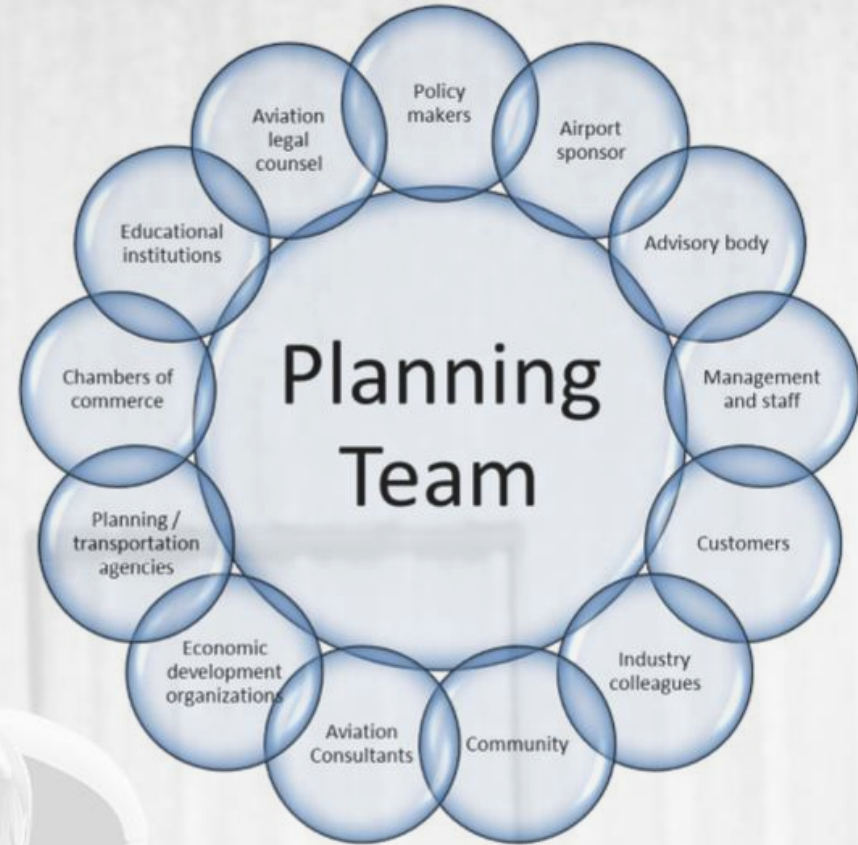 Policy
makers
Airport
sponsor
Advisory body
Management
and staff
Customers
Industry
colleagues
Community
Aviation
Consultants
Economic
development
organizations
Planning /
transportation
agencies
Chambers of
commerce
Educational
institutions
Aviation
legal
counsel
Planning
Team